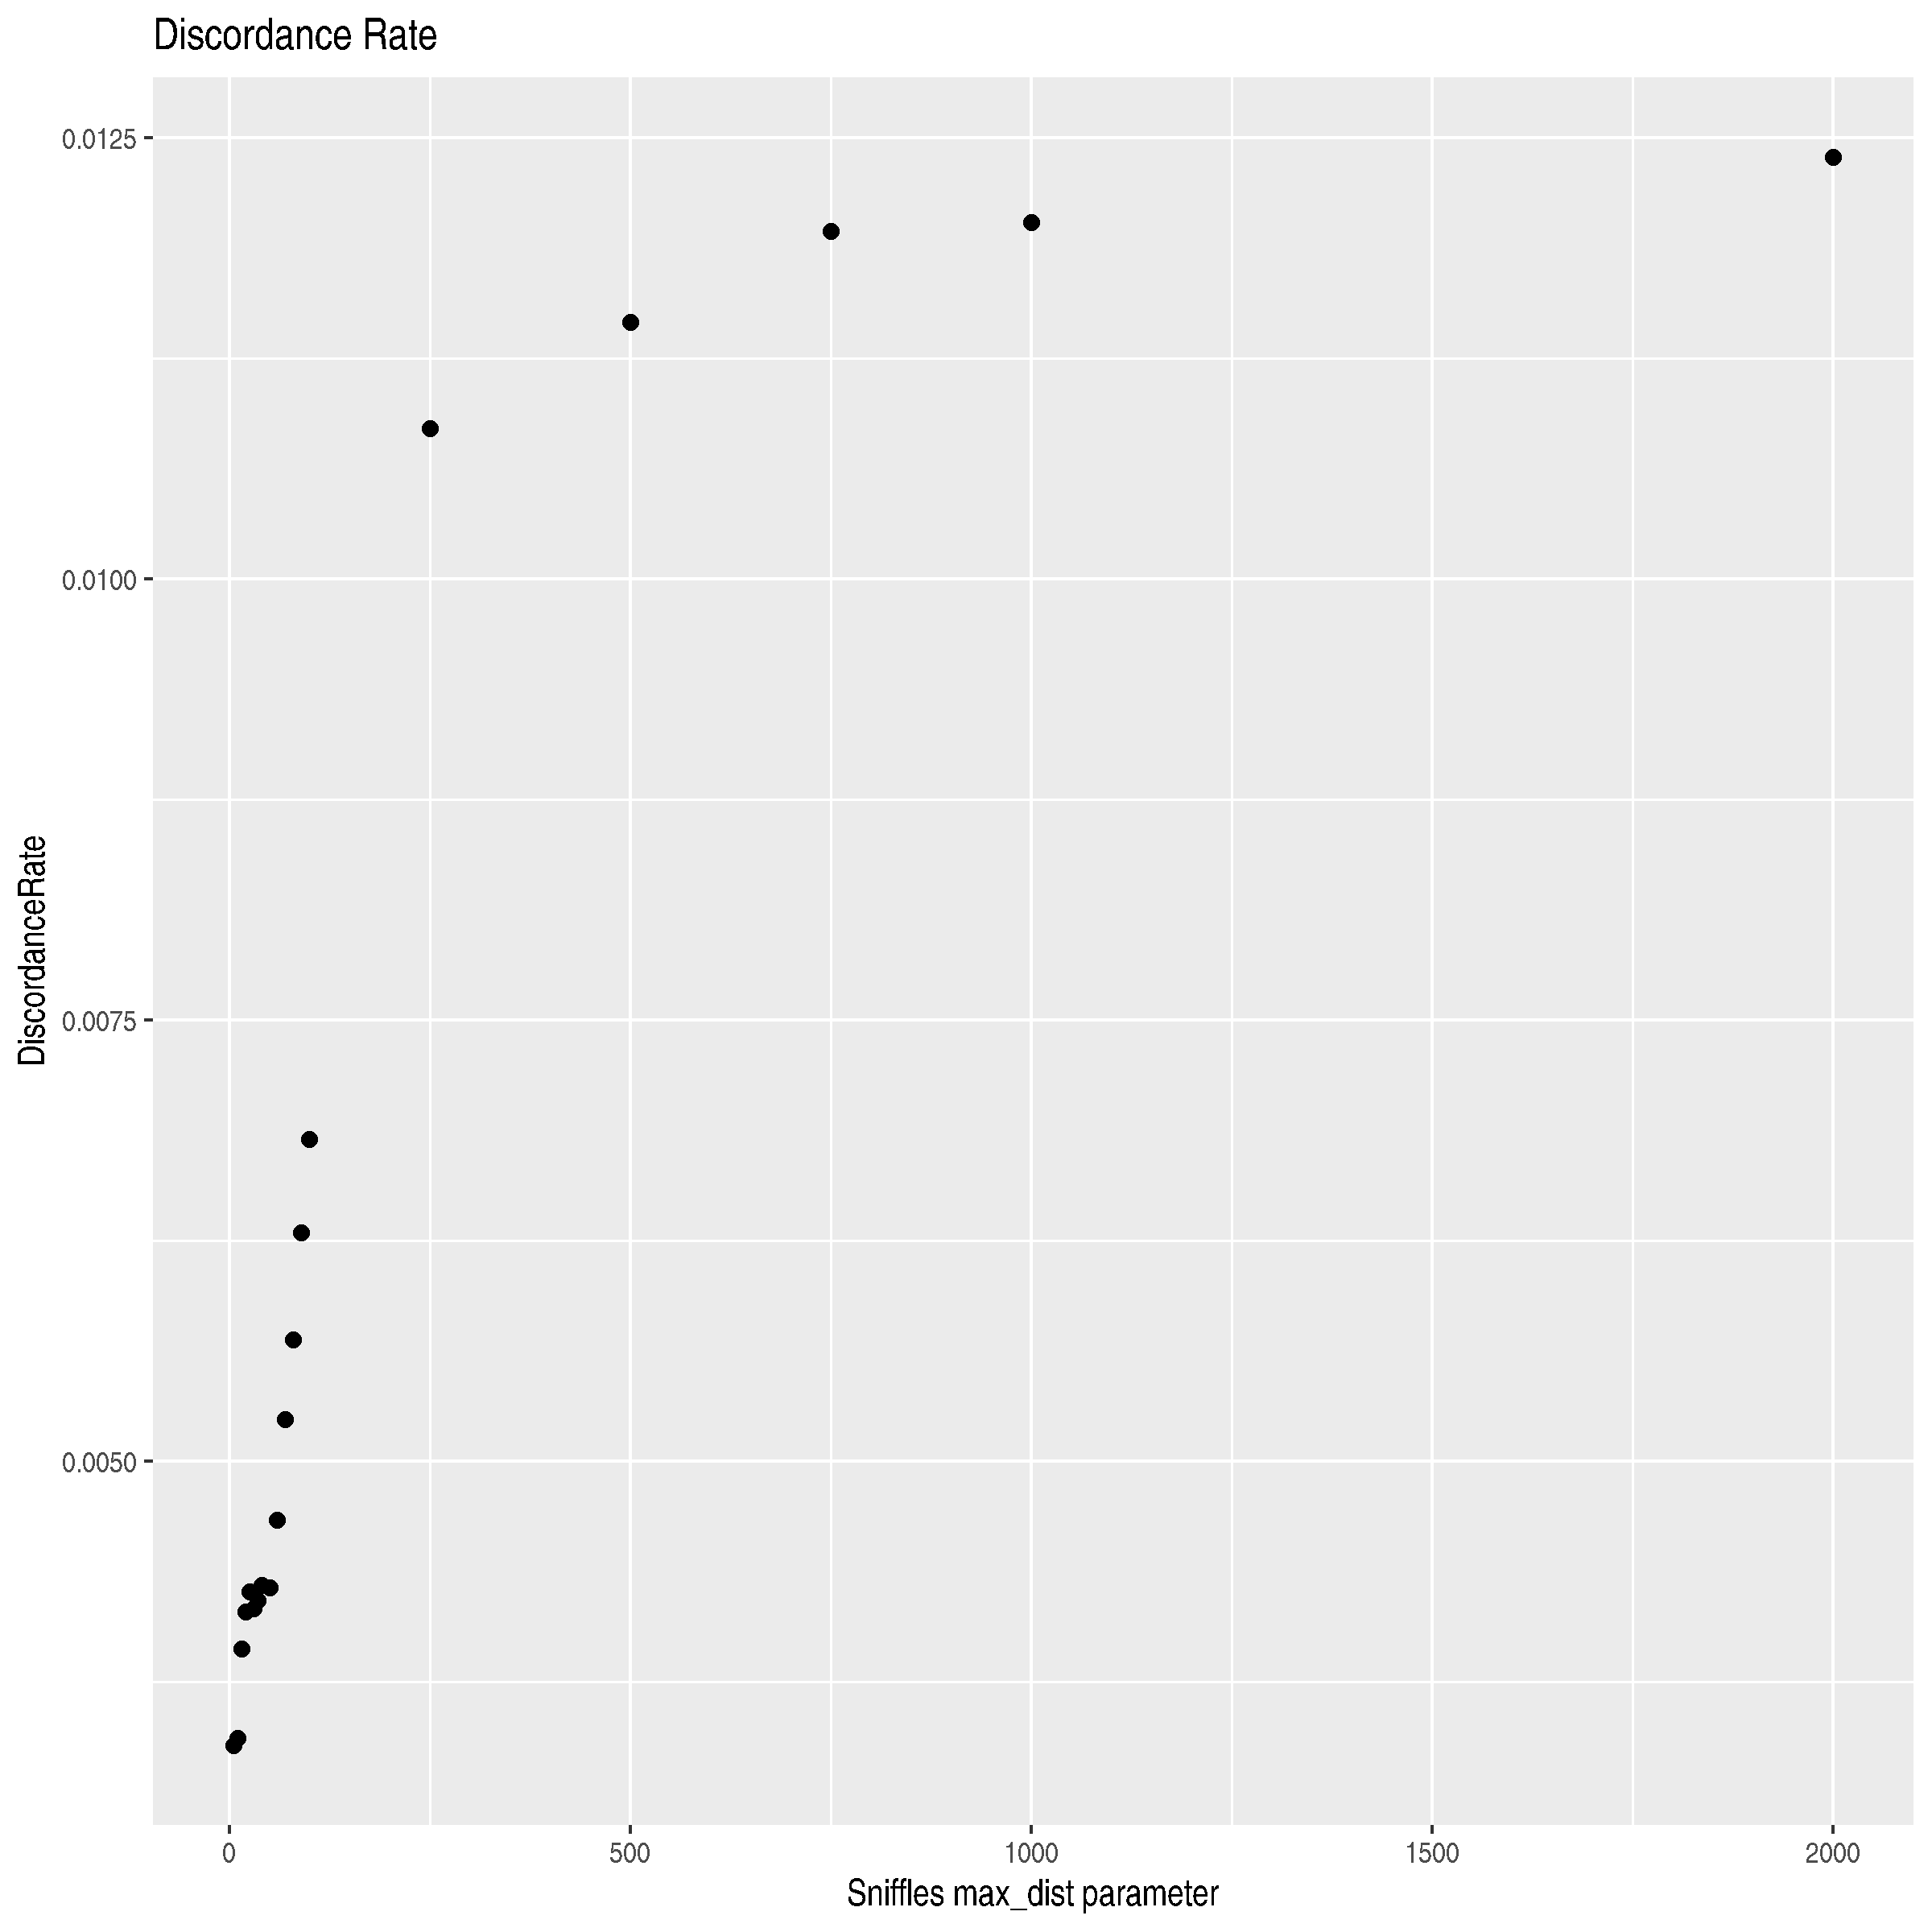 Discordance Rate
0.0125
0.0100
0.0075
0.0050
DiscordanceRate
0 500 1000 1500 2000
Sniffles max_dist parameter